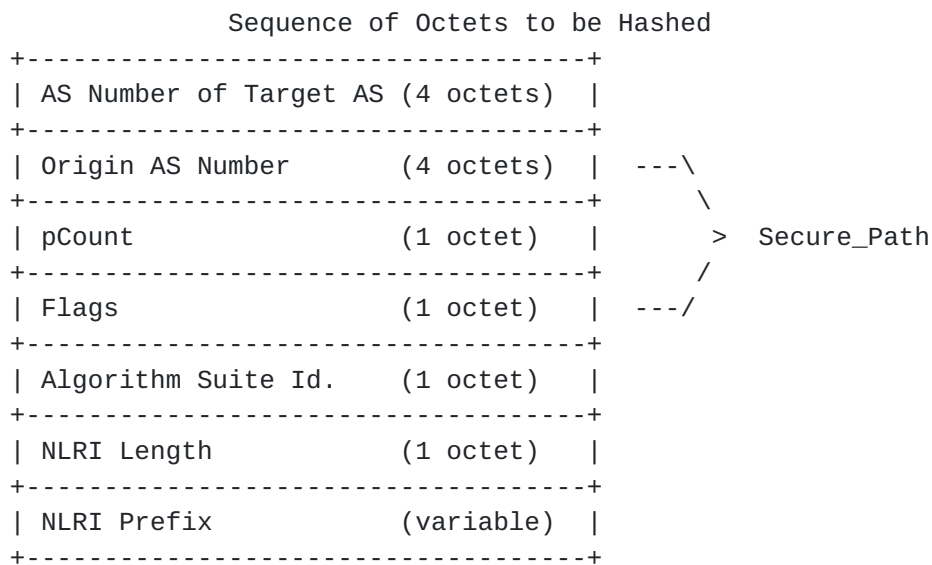 Sequence of Octets to be Hashed
+------------------------------------+
| AS Number of Target AS (4 octets)  |
+------------------------------------+
| Origin AS Number       (4 octets)  |  ---\
+------------------------------------+      \
| pCount                 (1 octet)   |       >  Secure_Path
+------------------------------------+      /
| Flags                  (1 octet)   |  ---/
+------------------------------------+
| Algorithm Suite Id.    (1 octet)   |
+------------------------------------+
| NLRI Length            (1 octet)   |
+------------------------------------+
| NLRI Prefix            (variable)  |
+------------------------------------+